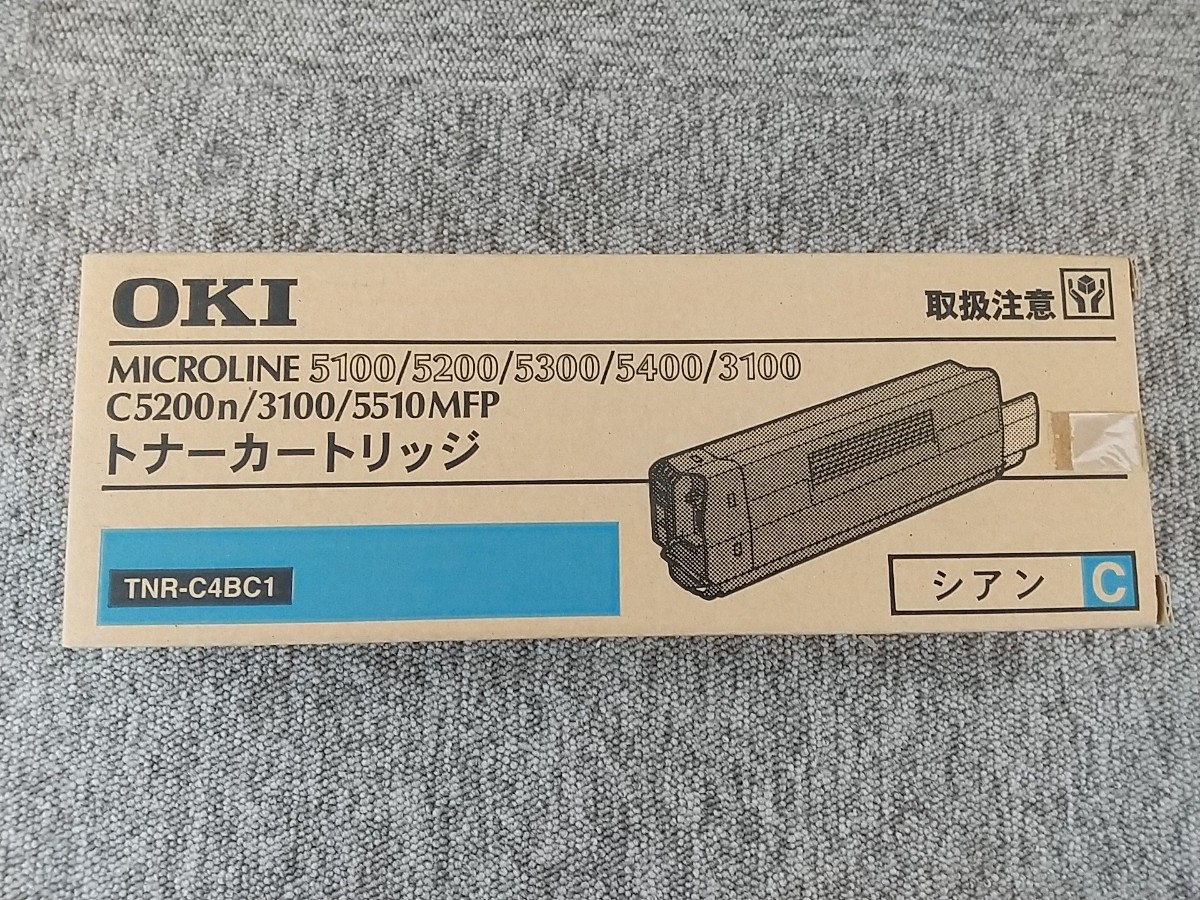 OKI
取扱注意
MICROLINE 5100/5200/5300/5400/3100
C5200n/3100/5510MFP
トナーカートリッジ
TNR-C4BC1
シアン C